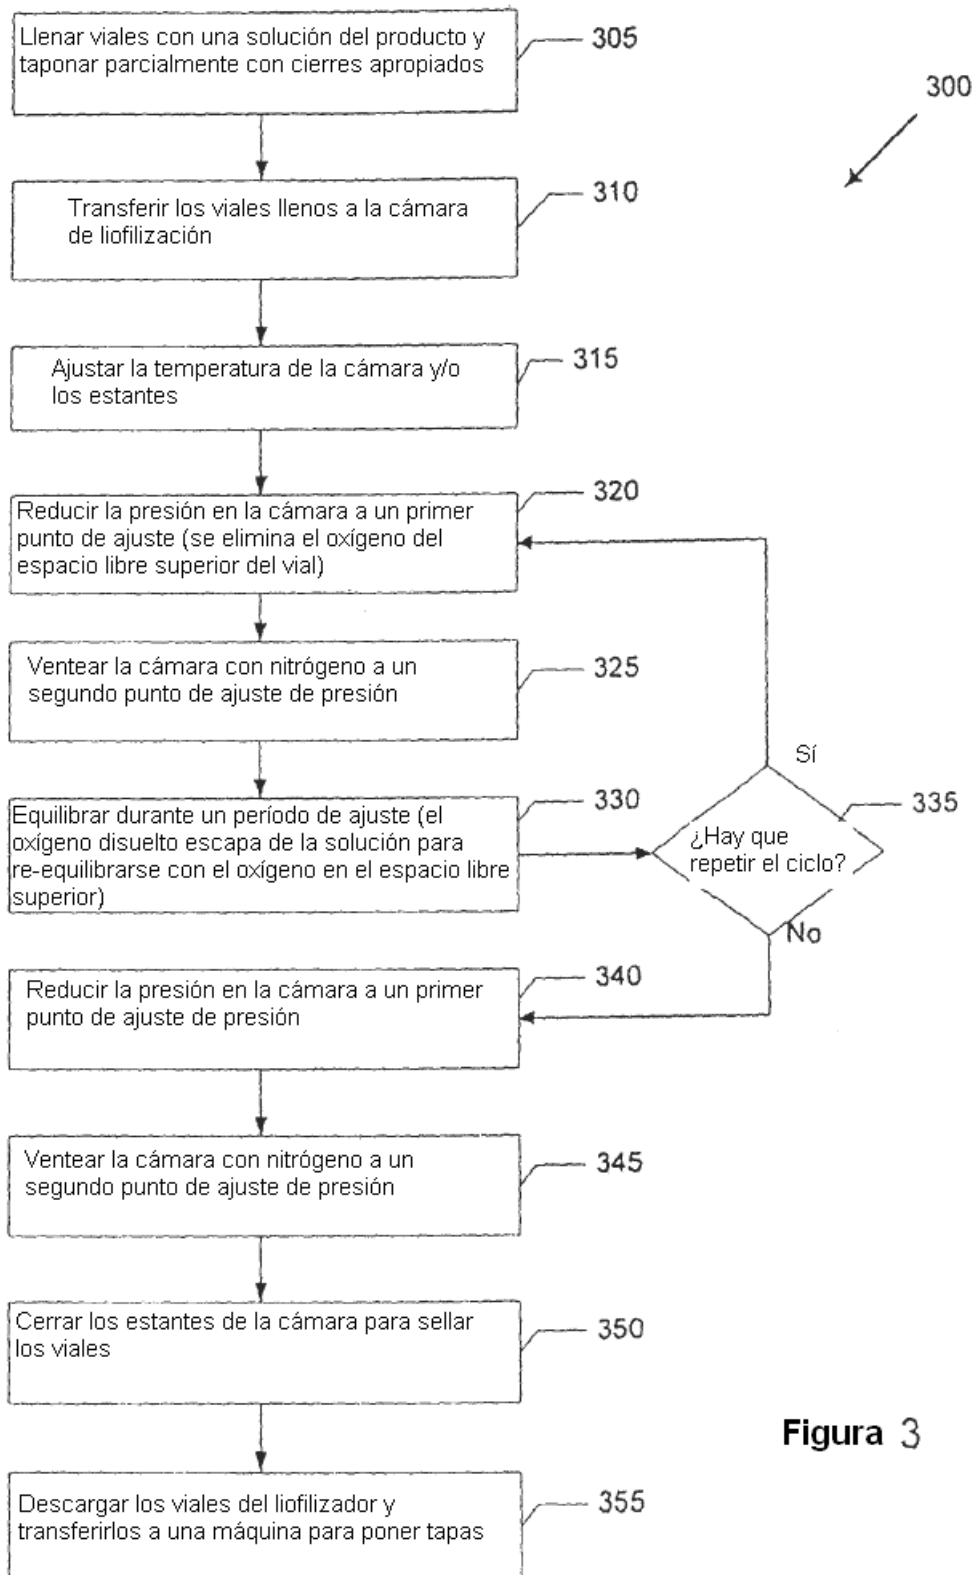 Llenar viales con una solución del producto y
taponar parcialmente con cierres apropiados
305
300
Transferir los viales llenos a la cámara
de liofilización
310
Ajustar la temperatura de la cámara y/o
los estantes
315
Reducir la presión en la cámara a un primer
punto de ajuste (se elimina el oxígeno del
espacio libre superior del vial)
320
Ventear la cámara con nitrógeno a un
segundo punto de ajuste de presión
325
Equilibrar durante un período de ajuste (el
oxígeno disuelto escapa de la solución para
re-equilibrarse con el oxígeno en el espacio libre
superior)
330
Sí
¿Hay que
repetir el ciclo?
335
No
Reducir la presión en la cámara a un primer
punto de ajuste de presión
340
Ventear la cámara con nitrógeno a un
segundo punto de ajuste de presión
345
Cerrar los estantes de la cámara para sellar
los viales
350
Figura 3
Descargar los viales del liofilizador y
transferirlos a una máquina para poner tapas
355